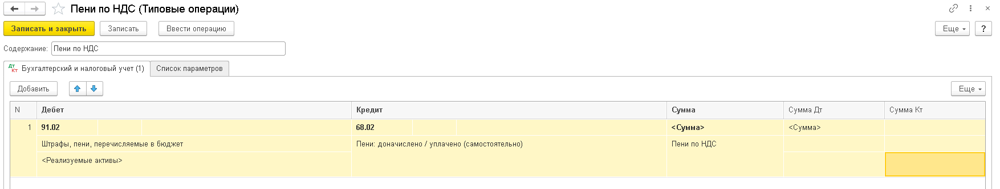 Пени по НДС (Типовые операции)
Записать и закрыть Записать Ввести операцию Еще ?
Содержание: Пени по НДС
Дт Кт Бухгалтерский и налоговый учет (1) Список параметров
Добавить Еще
N Дебет Кредит Сумма Сумма Дт Сумма Кт
1 91.02 68.02 <Сумма> <Сумма>
Штрафы, пени, перечисляемые в бюджет Пени: доначислено / уплачено (самостоятельно) Пени по НДС
<Реализуемые активы>